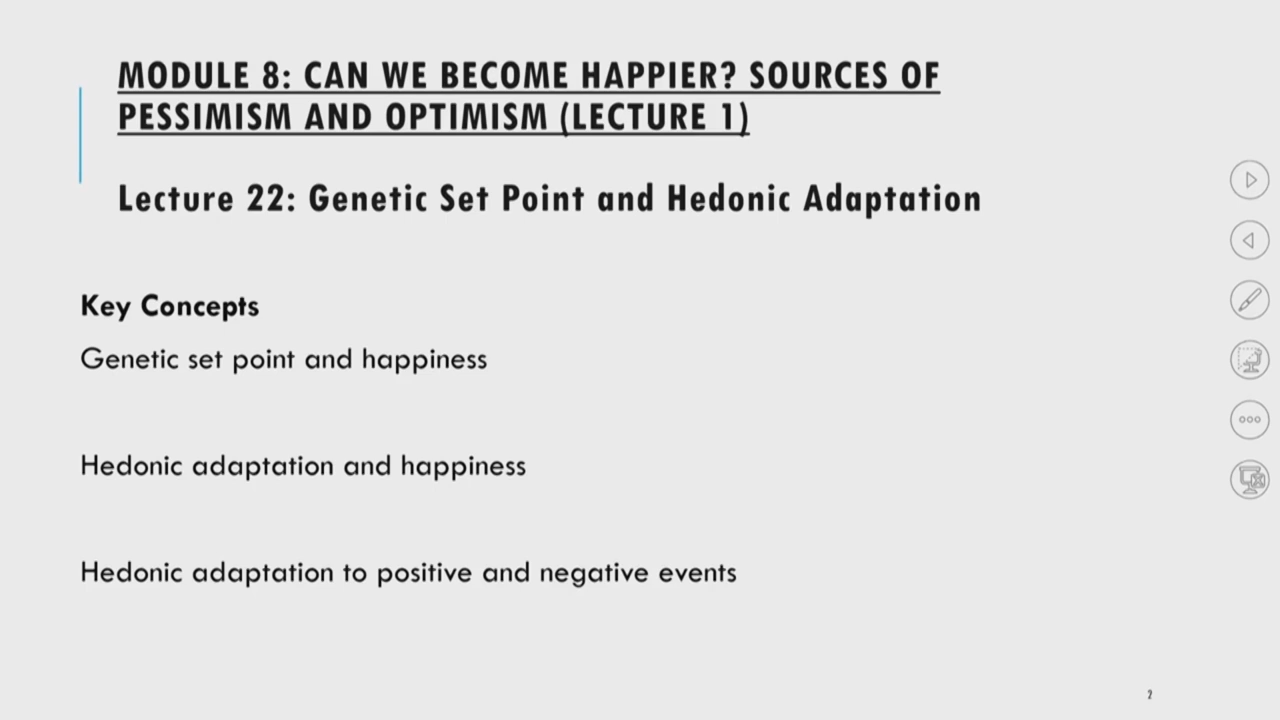 MODULE 8: CAN WE BECOME HAPPIER? SOURCES OF
PESSIMISM AND OPTIMISM (LECTURE 1)
Lecture 22: Genetic Set Point and Hedonic Adaptation
Key Concepts
Genetic set point and happiness
Hedonic adaptation and happiness
Hedonic adaptation to positive and negative events
2